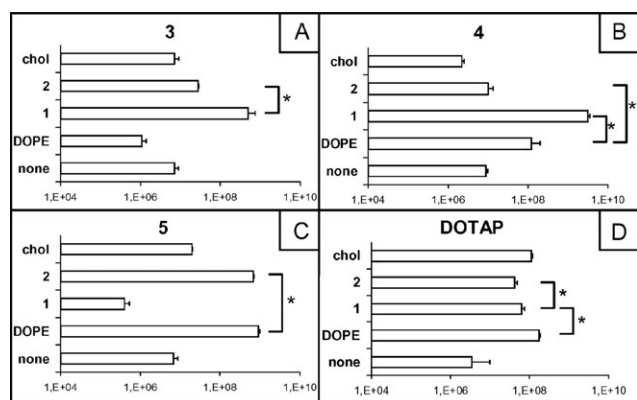 3
A
chol
2
*
1
DOPE
none
1,E+04
1,E+06
1,E+08
1,E+10
4
B
chol
2
*
1
*
DOPE
none
1,E+04
1,E+06
1,E+08
1,E+10
5
C
chol
2
*
1
DOPE
none
1,E+04
1,E+06
1,E+08
1,E+10
DOTAP
D
chol
2
*
1
*
DOPE
none
1,E+04
1,E+06
1,E+08
1,E+10